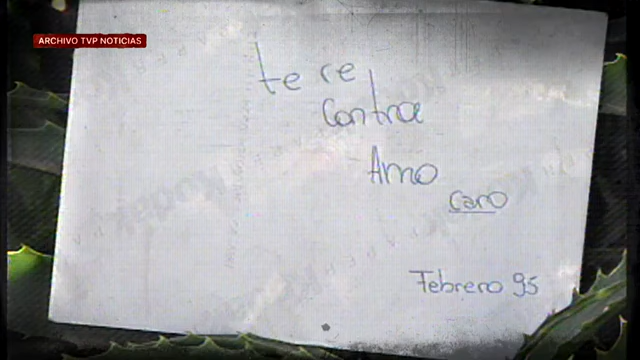 ARCHIVO TVP NOTICIAS
te re
contra
Amo
caro
Febrero 95